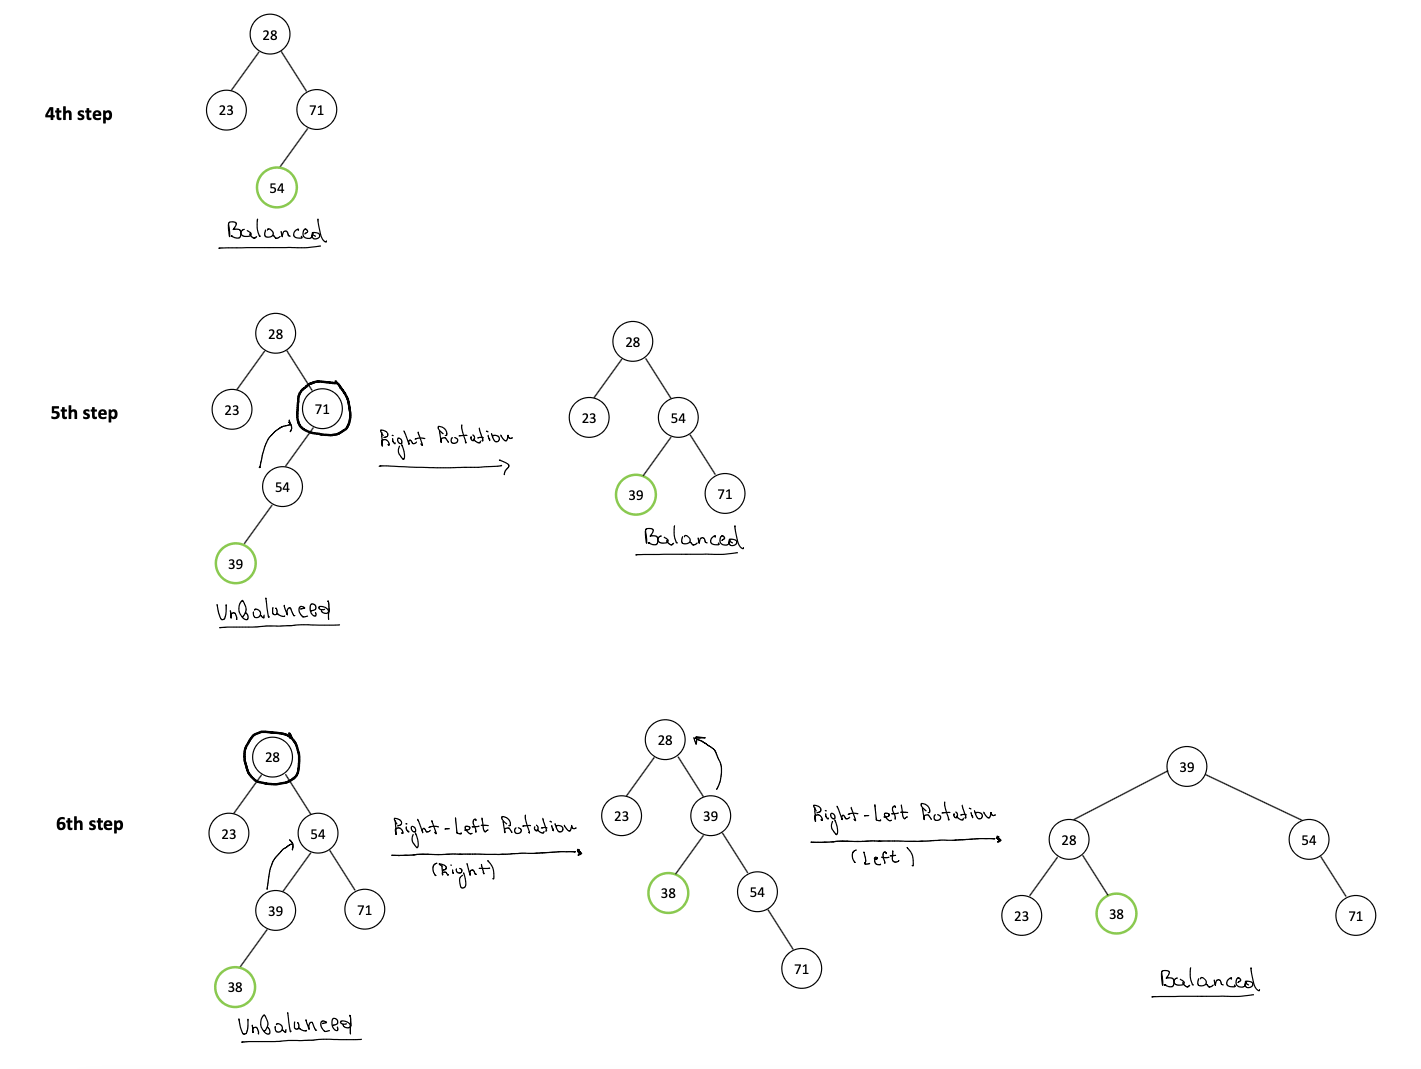 28
23
71
4th step
54
Balanced
28
23
71
5th step
54
39
Unbalanced
Right Rotation
28
23
54
39
71
Balanced
28
23
54
6th step
39
71
38
Unbalanced
Right-Left Rotation
(Right)
28
23
39
38
54
71
Right-Left Rotation
(Left)
39
28
54
23
38
71
Balanced